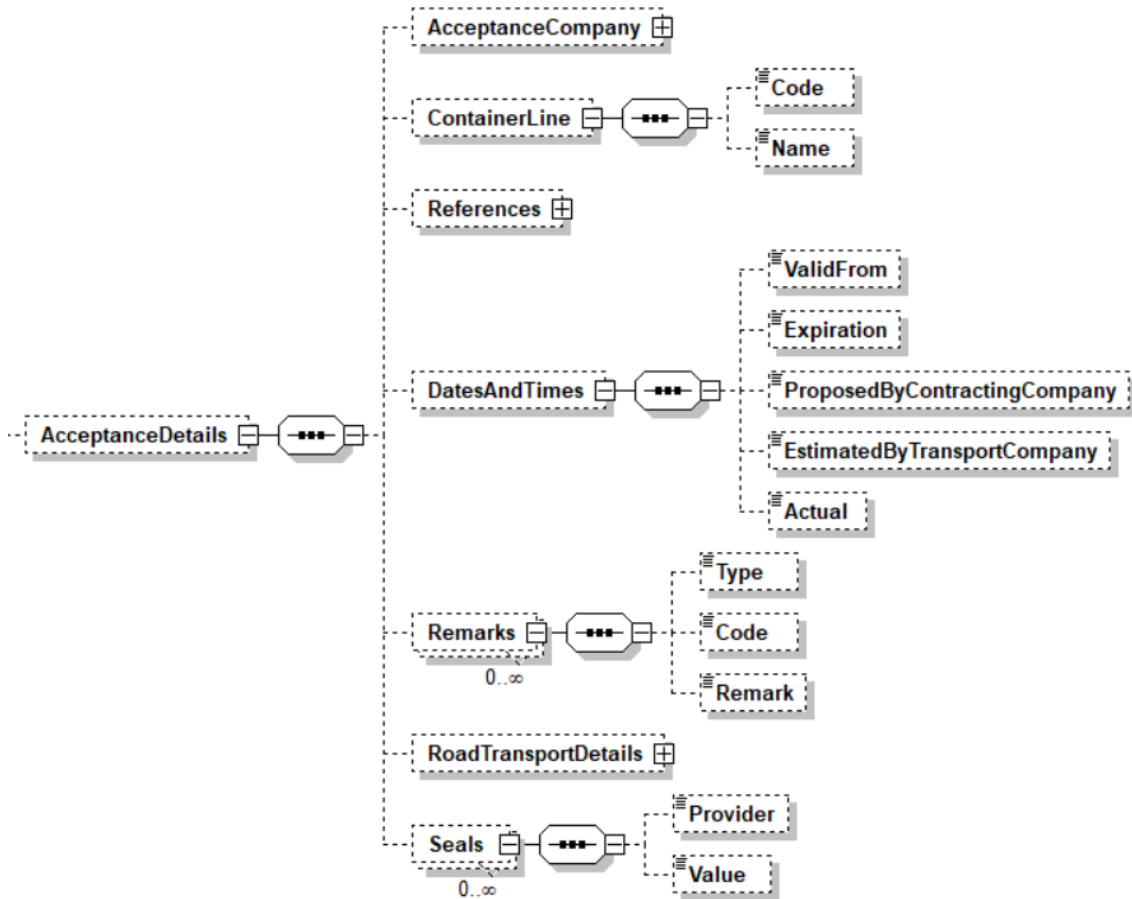 AcceptanceCompany
ContainerLine
Code
Name
References
DatesAndTimes
ValidFrom
Expiration
ProposedByContractingCompany
EstimatedByTransportCompany
Actual
AcceptanceDetails
Remarks
0..∞
Type
Code
Remark
RoadTransportDetails
Seals
0..∞
Provider
Value